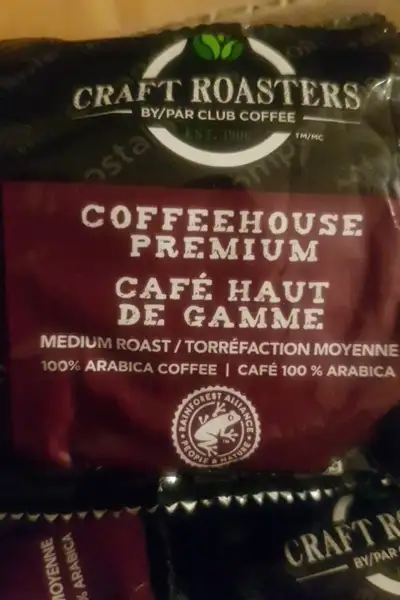 CRAFT ROASTERS
BY/PAR CLUB COFFEE
EST. 1906
TM/MC
COFFEEHOUSE
PREMIUM
CAFÉ HAUT
DE GAMME
MEDIUM ROAST / TORRÉFACTION MOYENNE
100% ARABICA COFFEE | CAFÉ 100 % ARABICA
RAINFOREST ALLIANCE
PEOPLE & NATURE
MOYENNE
% ARABICA
CRAFT R
BY/PAR